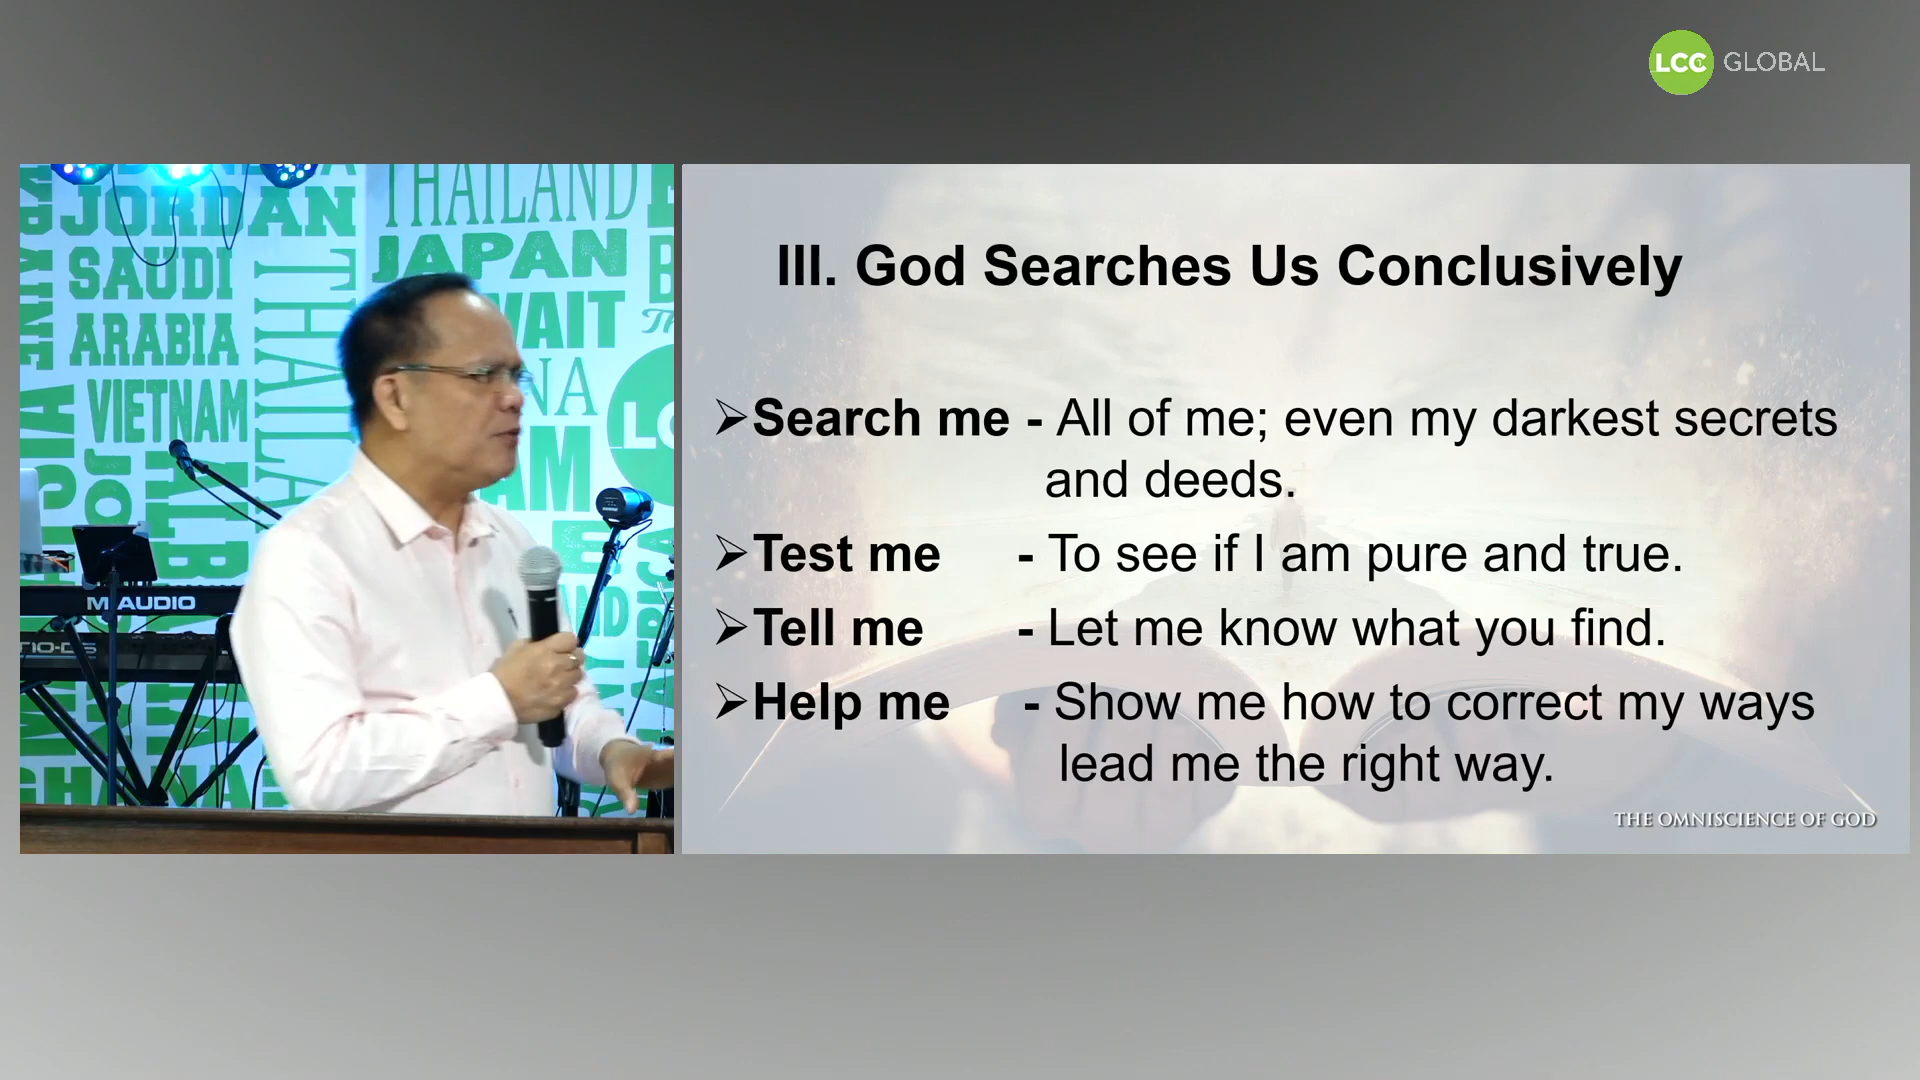 LCC GLOBAL
JORDAN
THAILAND
JAPAN
SAUDI
ARABIA
THAILA
VIETNAM
M-AUDIO
III. God Searches Us Conclusively
➢Search me - All of me; even my darkest secrets
and deeds.
➢Test me - To see if I am pure and true.
➢Tell me - Let me know what you find.
➢Help me - Show me how to correct my ways
lead me the right way.
THE OMNISCIENCE OF GOD